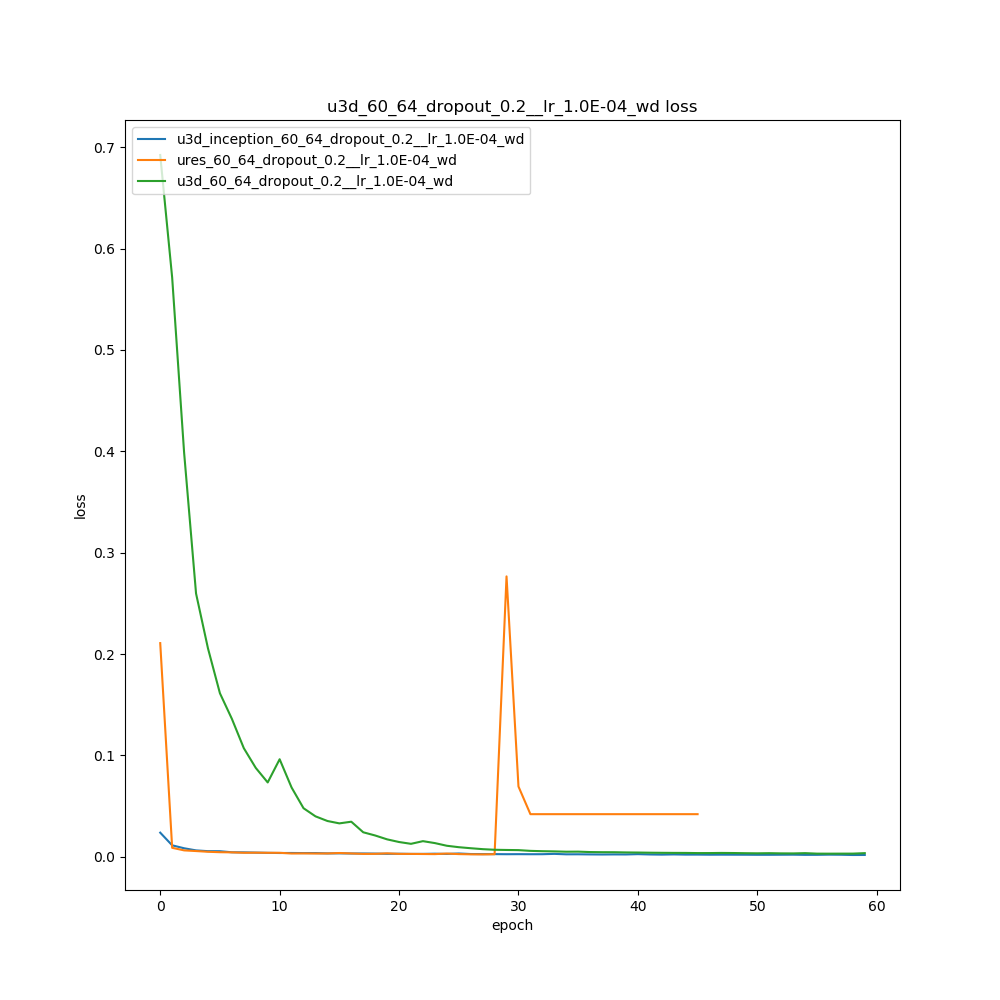 u3d_60_64_dropout_0.2__lr_1.0E-04_wd loss
u3d_inception_60_64_dropout_0.2__lr_1.0E-04_wd
ures_60_64_dropout_0.2__lr_1.0E-04_wd
u3d_60_64_dropout_0.2__lr_1.0E-04_wd
0.7
0.6
0.5
0.4
0.3
0.2
0.1
0.0
loss
0 10 20 30 40 50 60
epoch